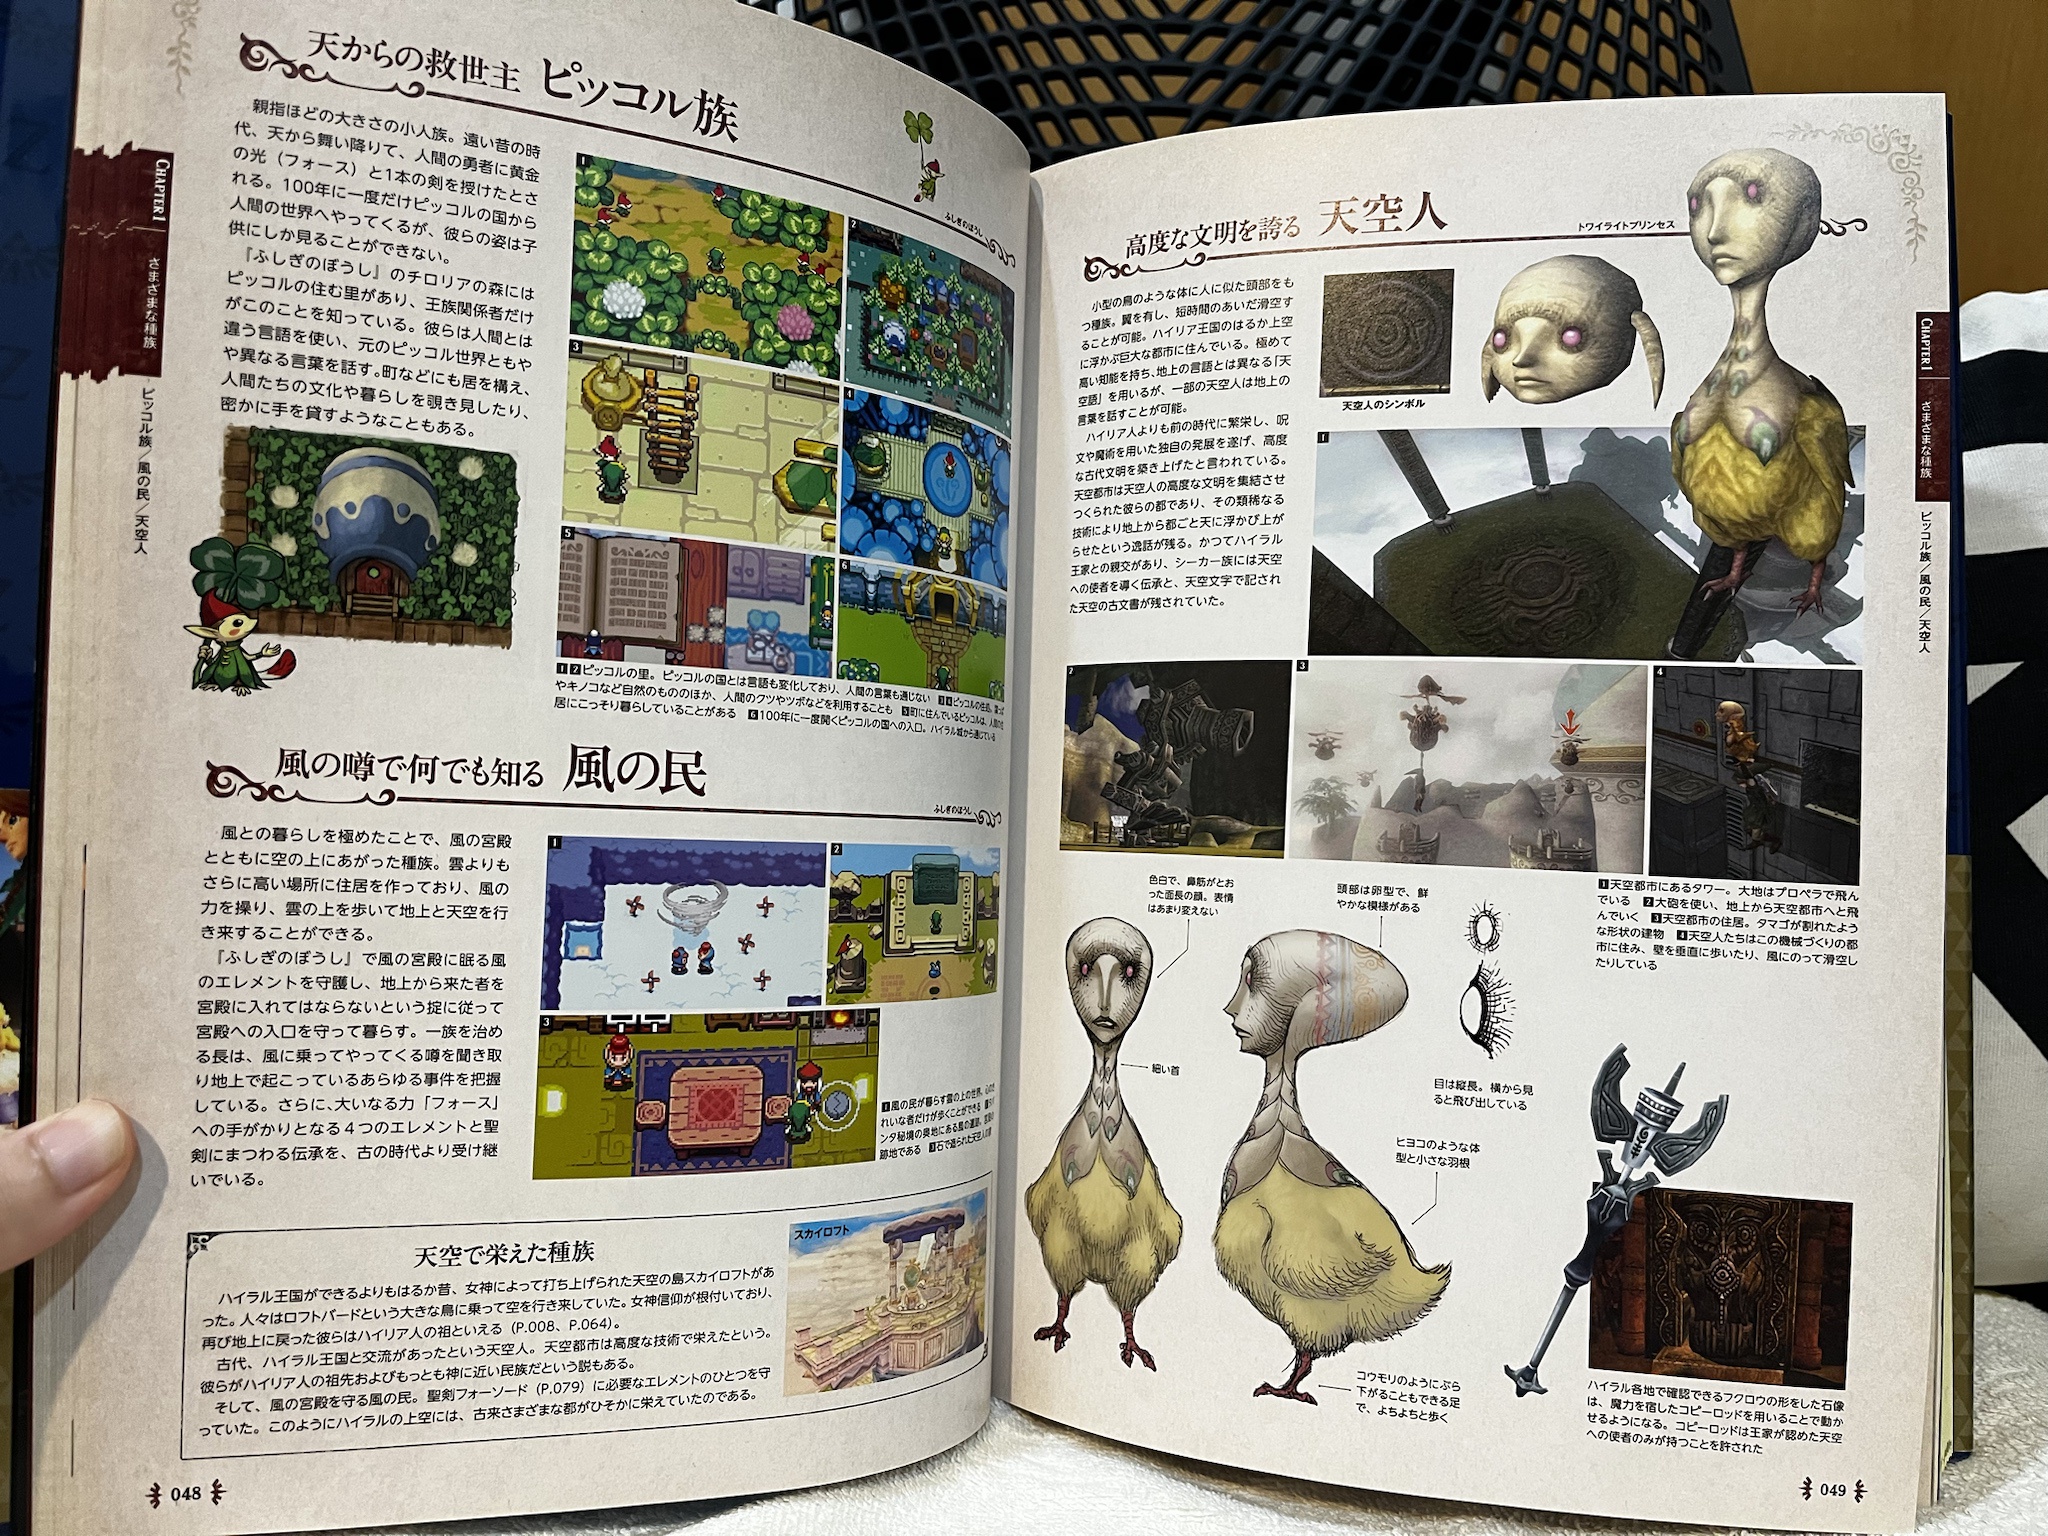 天からの救世主 ピッコル族
ふしぎのぼうし
親指ほどの大きさの小人族。遠い昔の時
代、天から舞い降りて、人間の勇者に黄金
の光（フォース）と1本の剣を授けたとさ
れる。100年に一度だけピッコルの国から
人間の世界へやってくるが、彼らの姿は子
供にしか見ることができない。
『ふしぎのぼうし』のチロリアの森には
ピッコルの住む里があり、王族関係者だけ
がこのことを知っている。彼らは人間とは
違う言語を使い、元のピッコル世界ともや
や異なる言葉を話す。町などにも居を構え、
人間たちの文化や暮らしを覗き見したり、
密かに手を貸すようなこともある。
1
2
3
4
5
6
1 2 ピッコルの里。ピッコルの国とは言語も変化しており、人間の言葉も通じない 3 4 ピッコルの住処。
やキノコなど自然のもののほか、人間のクツやツボなどを利用することも 5 町に住んでいるピッコルは、人間の
居にこっそり暮らしていることがある 6 100年に一度開くピッコルの国への入口。ハイラル城から通じている
CHAPTER 1
さまざまな種族
ピッコル族／風の民／天空人
風の噂で何でも知る 風の民
ふしぎのぼうし
風との暮らしを極めたことで、風の宮殿
とともに空の上にあがった種族。雲よりも
さらに高い場所に住居を作っており、風の
力を操り、雲の上を歩いて地上と天空を行
き来することができる。
『ふしぎのぼうし』で風の宮殿に眠る風
のエレメントを守護し、地上から来た者を
宮殿に入れてはならないという掟に従って
宮殿への入口を守って暮らす。一族を治め
る長は、風に乗ってやってくる噂を聞き取
り地上で起こっているあらゆる事件を把握
している。さらに、大いなる力「フォース」
への手がかりとなる４つのエレメントと聖
剣にまつわる伝承を、古の時代より受け継
いでいる。
1
2
3
1 風の民が暮らす雲の上の世界。
れいな者だけが歩くことができる
ンタ秘境の奥地にある風の遺跡。
跡地である 3 石で造られた天空人の
天空で栄えた種族
ハイラル王国ができるよりもはるか昔、女神によって打ち上げられた天空の島スカイロフトがあ
った。人々はロフトバードという大きな鳥に乗って空を行き来していた。女神信仰が根付いており、
再び地上に戻った彼らはハイリア人の祖といえる（P.008、P.064）。
古代、ハイラル王国と交流があったという天空人。天空都市は高度な技術で栄えたという。
彼らがハイリア人の祖先およびもっとも神に近い民族だという説もある。
そして、風の宮殿を守る風の民。聖剣フォーソード（P.079）に必要なエレメントのひとつを守
っていた。このようにハイラルの上空には、古来さまざまな都がひそかに栄えていたのである。
スカイロフト
048
高度な文明を誇る 天空人
トワイライトプリンセス
小型の鳥のような体に人に似た頭部をも
つ種族。翼を有し、短時間のあいだ滑空す
ることが可能。ハイリア王国のはるか上空
に浮かぶ巨大な都市に住んでいる。極めて
高い知能を持ち、地上の言語とは異なる「天
空語」を用いるが、一部の天空人は地上の
言葉を話すことが可能。
ハイリア人よりも前の時代に繁栄し、呪
文や魔術を用いた独自の発展を遂げ、高度
な古代文明を築き上げたと言われている。
天空都市は天空人の高度な文明を集結させ
つくられた彼らの都であり、その類稀なる
技術により地上から都ごと天に浮かび上が
らせたという逸話が残る。かつてハイラル
王家との親交があり、シーカー族には天空
への使者を導く伝承と、天空文字で記され
た天空の古文書が残されていた。
天空人のシンボル
1
2
3
4
1 天空都市にあるタワー。大地はプロペラで飛ん
でいる 2 大砲を使い、地上から天空都市へと飛
んでいく 3 天空都市の住居。タマゴが割れたよう
な形状の建物 4 天空人たちはこの機械づくりの都
市に住み、壁を垂直に歩いたり、風にのって滑空し
たりしている
色白で、鼻筋がとお
った面長の顔。表情
はあまり変えない
頭部は卵型で、鮮
やかな模様がある
細い首
目は縦長。横から見
ると飛び出している
ヒヨコのような体
型と小さな羽根
コウモリのようにぶら
下がることもできる足
で、よちよちと歩く
ハイラル各地で確認できるフクロウの形をした石像
は、魔力を宿したコピーロッドを用いることで動か
せるようになる。コピーロッドは王家が認めた天空
への使者のみが持つことを許された
CHAPTER 1
さまざまな種族
ピッコル族／風の民／天空人
049